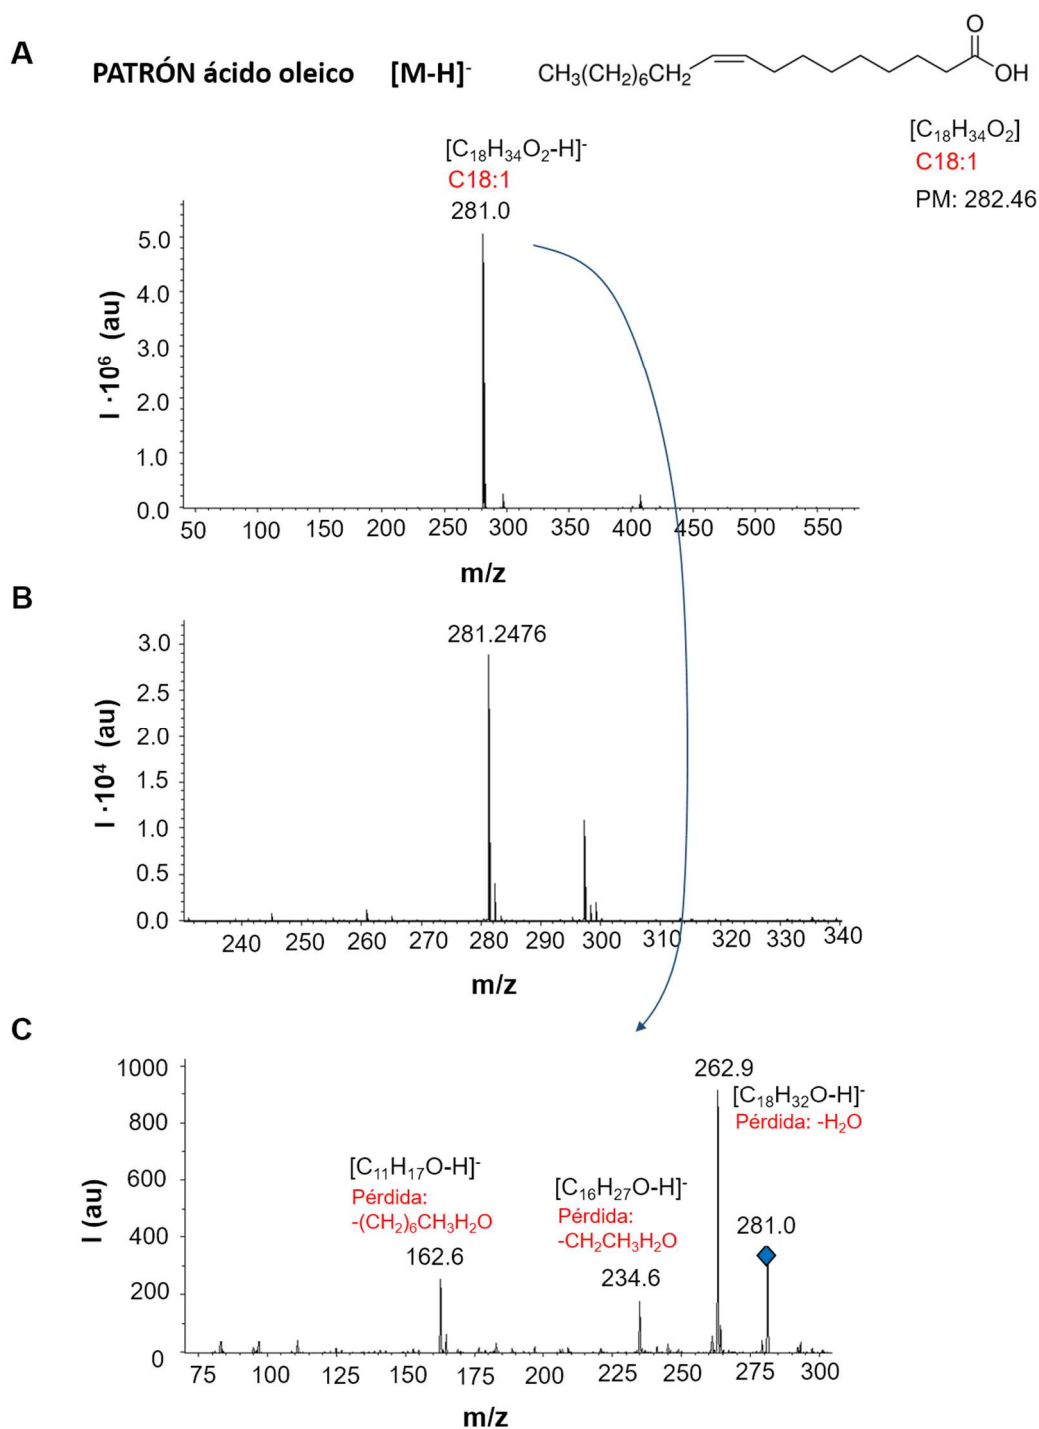 A
PATRÓN ácido oleico [M-H]⁻
O
CH₃(CH₂)₆CH₂
OH
[C₁₈H₃₄O₂]
C18:1
PM: 282.46
[C₁₈H₃₄O₂-H]⁻
C18:1
281.0
5.0
4.0
3.0
2.0
1.0
0.0
I ·10⁶ (au)
50 100 150 200 250 300 350 400 450 500 550
m/z
B
281.2476
3.0
2.5
2.0
1.5
1.0
0.5
0.0
I ·10⁴ (au)
240 250 260 270 280 290 300 310 320 330 340
m/z
C
1000
800
600
400
200
0
I (au)
262.9
[C₁₈H₃₂O-H]⁻
Pérdida: -H₂O
[C₁₁H₁₇O-H]⁻
Pérdida:
-(CH₂)₆CH₃H₂O
162.6
[C₁₆H₂₇O-H]⁻
Pérdida:
-CH₂CH₃H₂O
234.6
281.0
75 100 125 150 175 200 225 250 275 300
m/z